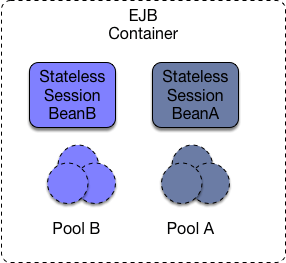 EJB
Container
Stateless
Session
BeanB
Stateless
Session
BeanA
Pool B
Pool A